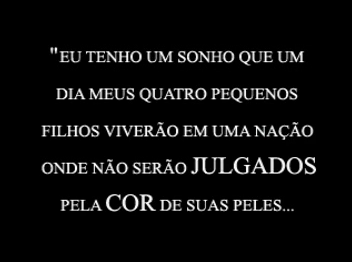 "EU TENHO UM SONHO QUE UM
DIA MEUS QUATRO PEQUENOS
FILHOS VIVERÃO EM UMA NAÇÃO
ONDE NÃO SERÃO JULGADOS
PELA COR DE SUAS PELES...